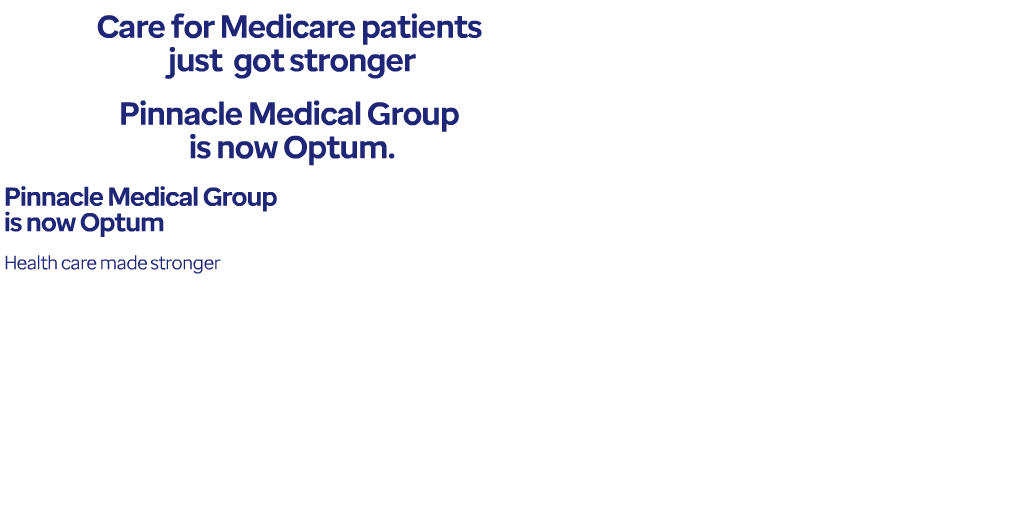 Care for Medicare patients
just  got stronger
Pinnacle Medical Group
is now Optum.
Pinnacle Medical Group
is now Optum
Health care made stronger